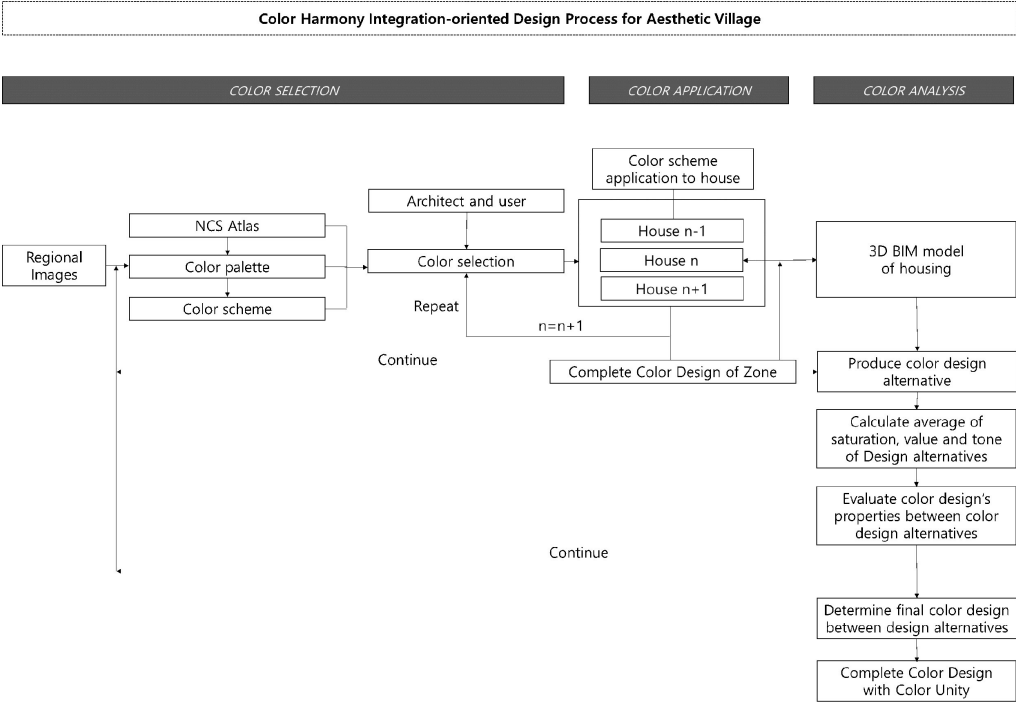 Color Harmony Integration-oriented Design Process for Aesthetic Village
COLOR SELECTION
COLOR APPLICATION
COLOR ANALYSIS
Regional
Images
NCS Atlas
Color palette
Color scheme
Architect and user
Color selection
Repeat
n=n+1
Continue
Color scheme
application to house
House n-1
House n
House n+1
Complete Color Design of Zone
3D BIM model
of housing
Produce color design
alternative
Calculate average of
saturation, value and tone
of Design alternatives
Evaluate color design's
properties between color
design alternatives
Continue
Determine final color design
between design alternatives
Complete Color Design
with Color Unity